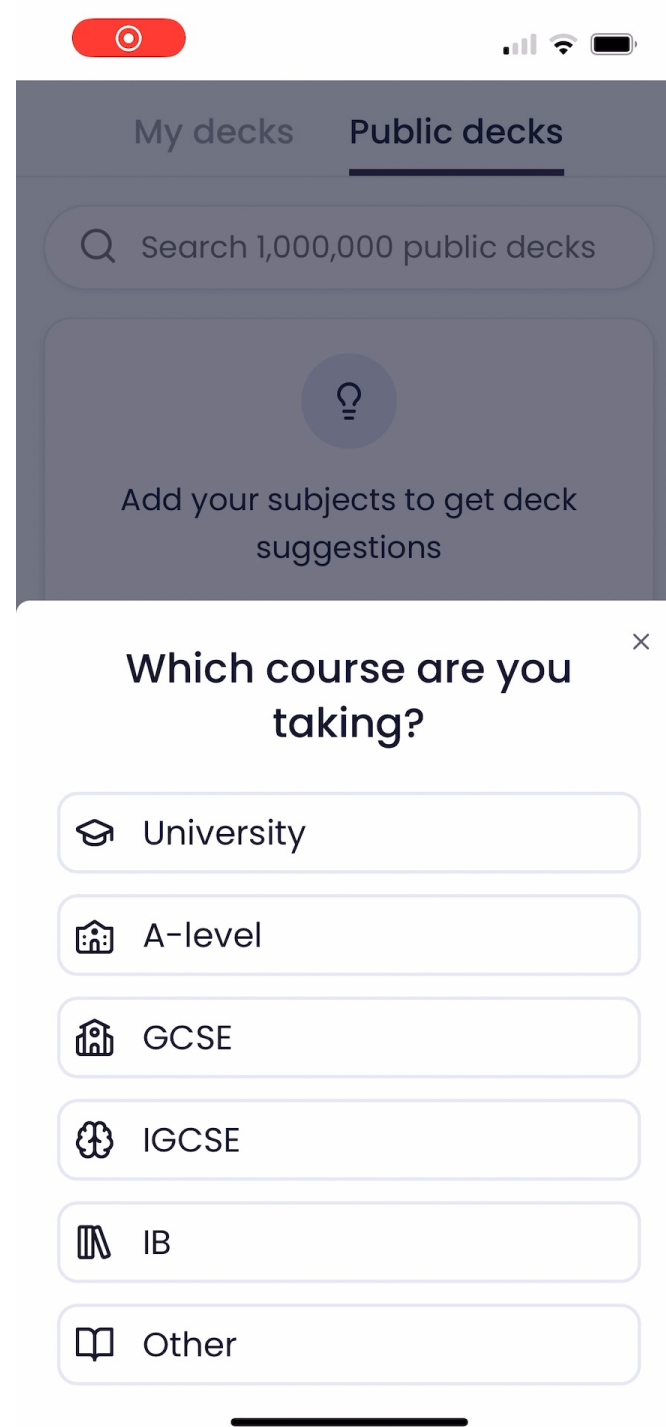 My decks Public decks
Search 1,000,000 public decks
Add your subjects to get deck
suggestions
Which course are you
taking?
University
A-level
GCSE
IGCSE
IB
Other